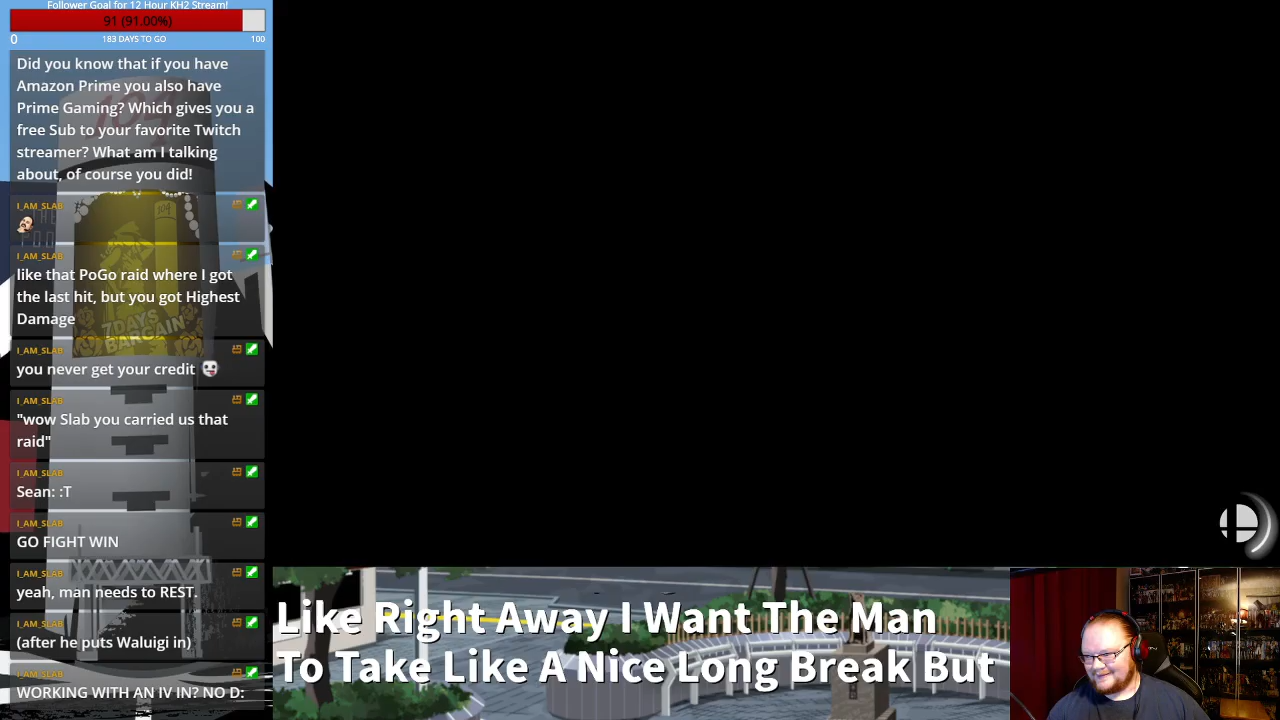 Follower Goal for 12 Hour KH2 Stream!
91 (91.00%)
0
183 DAYS TO GO
100
Did you know that if you have
Amazon Prime you also have
Prime Gaming? Which gives you a
free Sub to your favorite Twitch
streamer? What am I talking
about, of course you did!
I_AM_SLAB
I_AM_SLAB
like that PoGo raid where I got
the last hit, but you got Highest
Damage
I_AM_SLAB
you never get your credit
I_AM_SLAB
"wow Slab you carried us that
raid"
I_AM_SLAB
Sean: :T
I_AM_SLAB
GO FIGHT WIN
I_AM_SLAB
yeah, man needs to REST.
I_AM_SLAB
(after he puts Waluigi in)
I_AM_SLAB
WORKING WITH AN IV IN? NO D:
104
104
7DAYS
BARGAIN
Like Right Away I Want The Man
To Take Like A Nice Long Break But